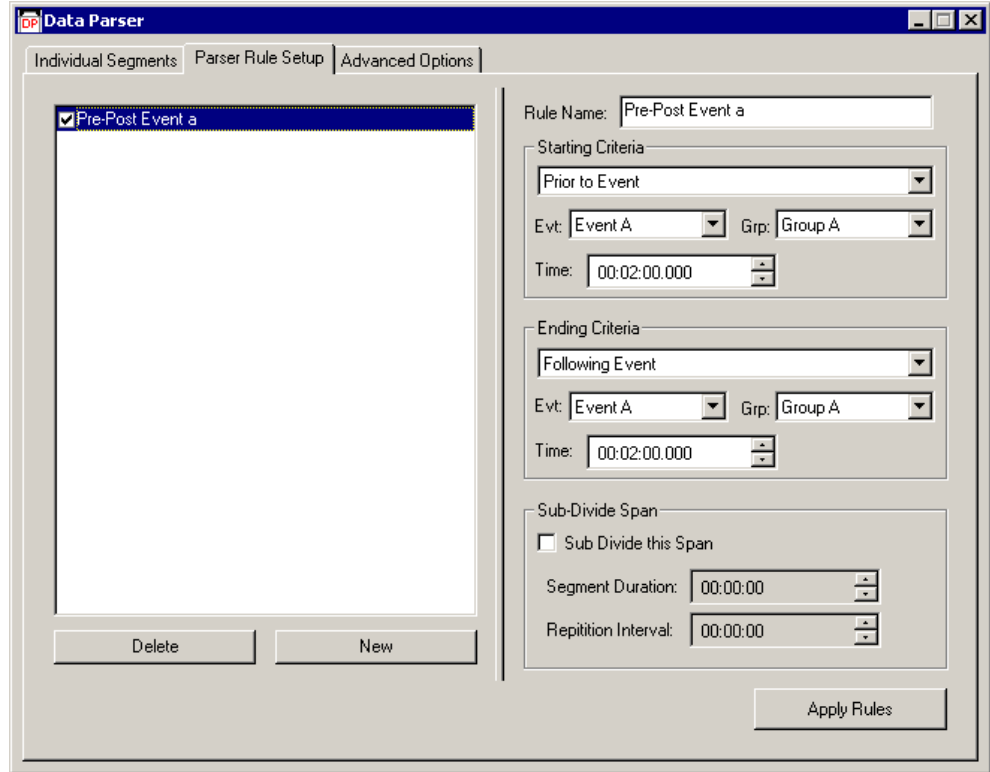 DP Data Parser
Individual Segments Parser Rule Setup Advanced Options
Pre-Post Event a
Rule Name: Pre-Post Event a
Starting Criteria
Prior to Event
Evt: Event A Grp: Group A
Time: 00:02:00.000
Ending Criteria
Following Event
Evt: Event A Grp: Group A
Time: 00:02:00.000
Sub-Divide Span
Sub Divide this Span
Segment Duration: 00:00:00
Repitition Interval: 00:00:00
Delete New
Apply Rules